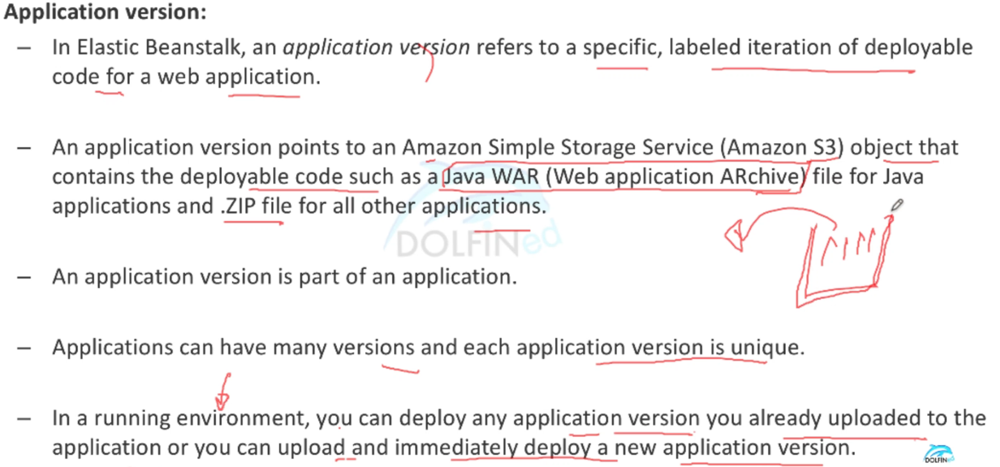 Application version:
– In Elastic Beanstalk, an application version refers to a specific, labeled iteration of deployable
code for a web application.
– An application version points to an Amazon Simple Storage Service (Amazon S3) object that
contains the deployable code such as a Java WAR (Web application ARchive) file for Java
applications and .ZIP file for all other applications.
DOLFINed
– An application version is part of an application.
– Applications can have many versions and each application version is unique.
– In a running environment, you can deploy any application version you already uploaded to the
application or you can upload and immediately deploy a new application version.
DOLFINed